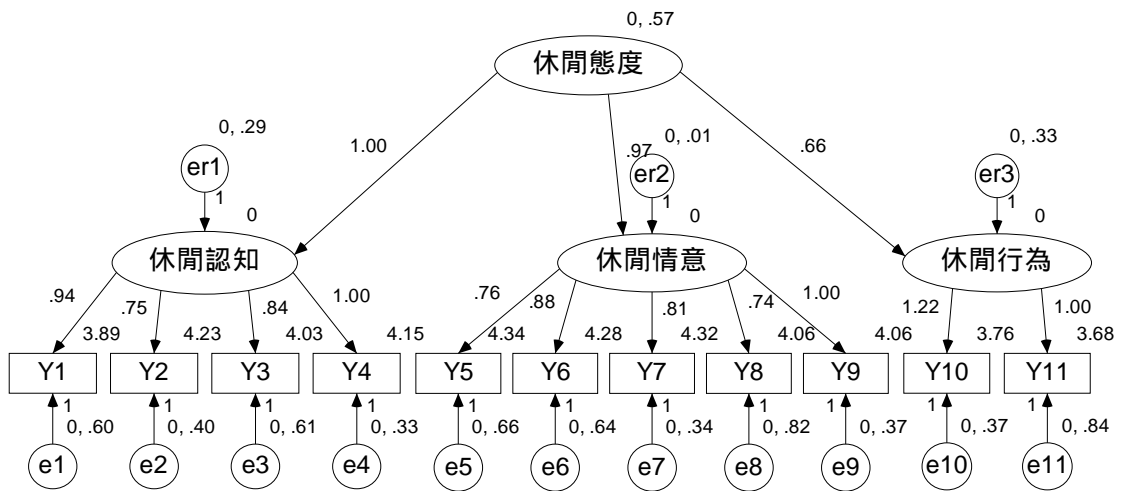 0, .57
休閒態度
0, .29
er1
1
0
1.00
.97
0, .01
er2
1
0
.66
0, .33
er3
1
0
休閒認知
休閒情意
休閒行為
.94
.75
.84
1.00
.76
.88
.81
.74
1.00
1.22
1.00
3.89
4.23
4.03
4.15
4.34
4.28
4.32
4.06
4.06
3.76
3.68
Y1
Y2
Y3
Y4
Y5
Y6
Y7
Y8
Y9
Y10
Y11
1
1
1
1
1
1
1
1
1
1
1
0, .60
0, .40
0, .61
0, .33
0, .66
0, .64
0, .34
0, .82
0, .37
0, .37
0, .84
e1
e2
e3
e4
e5
e6
e7
e8
e9
e10
e11